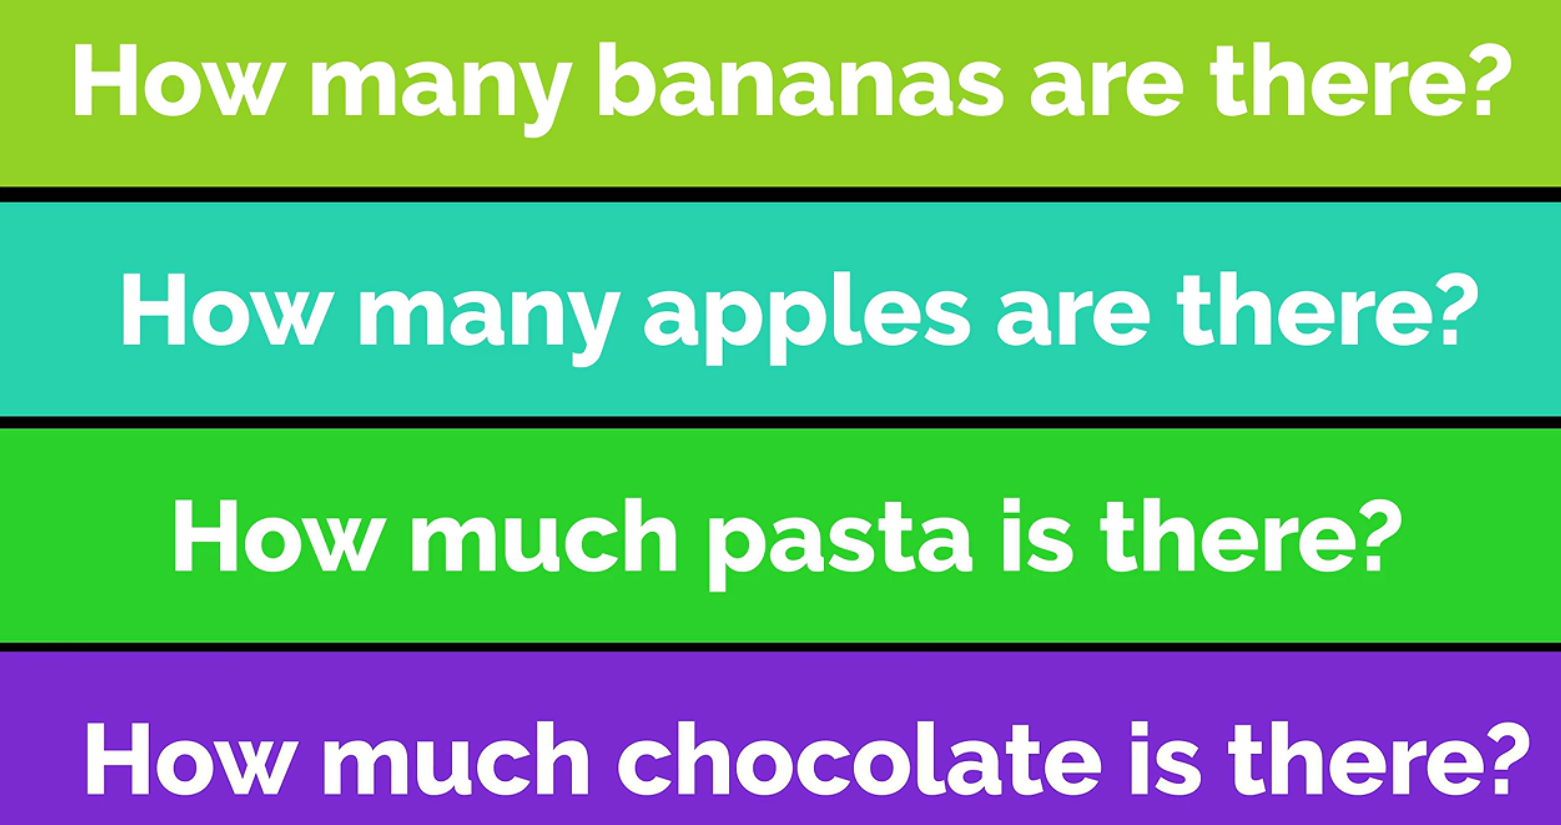 How many bananas are there?
How many apples are there?
How much pasta is there?
How much chocolate is there?